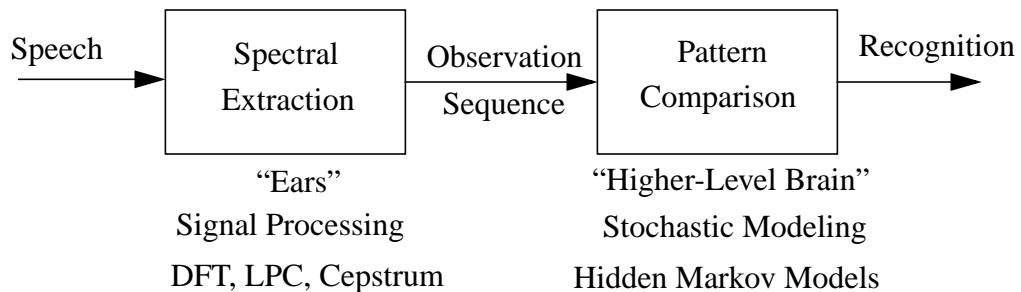 Speech
Spectral
Extraction
Observation
Sequence
Pattern
Comparison
Recognition
“Ears”
Signal Processing
DFT, LPC, Cepstrum
“Higher-Level Brain”
Stochastic Modeling
Hidden Markov Models